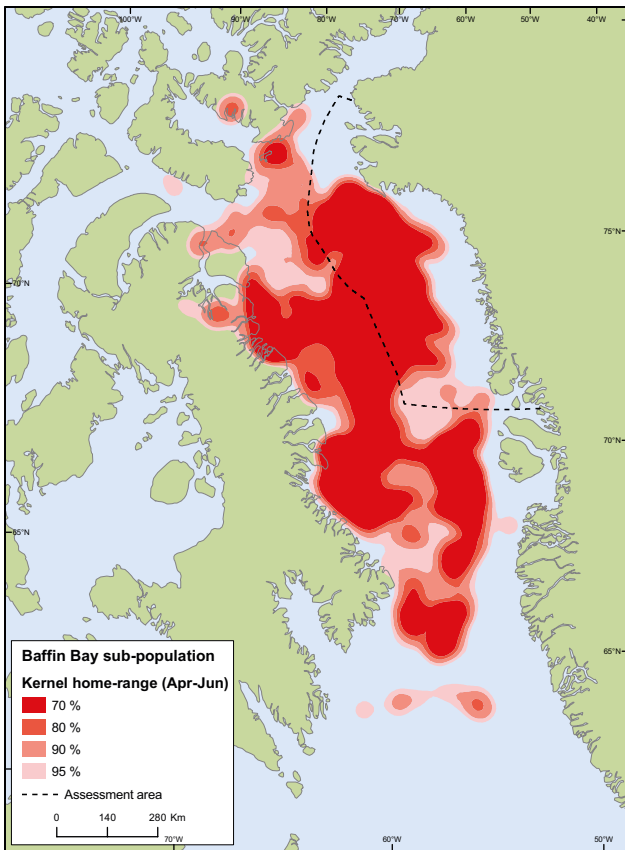 100°W 90°W 80°W 70°W 60°W 50°W 40°W
75°N
70°N
70°N
65°N
65°N
Baffin Bay sub-population
Kernel home-range (Apr-Jun)
70 %
80 %
90 %
95 %
Assessment area
0 140 280 Km
70°W 60°W